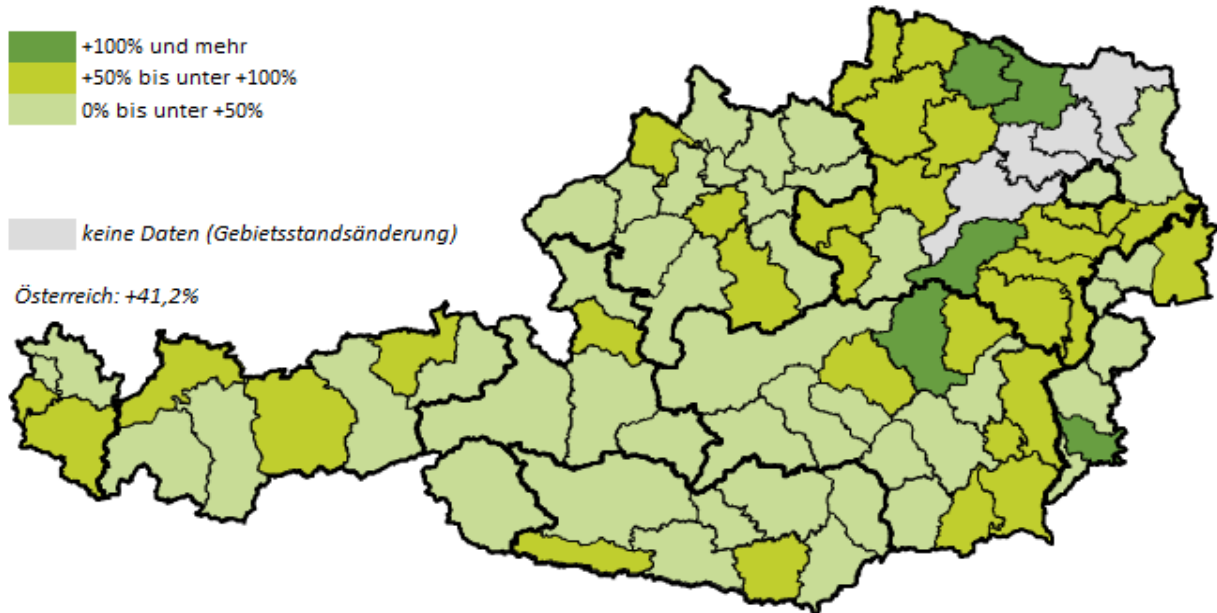 +100% und mehr
+50% bis unter +100%
0% bis unter +50%
keine Daten (Gebietsstandsänderung)
Österreich: +41,2%